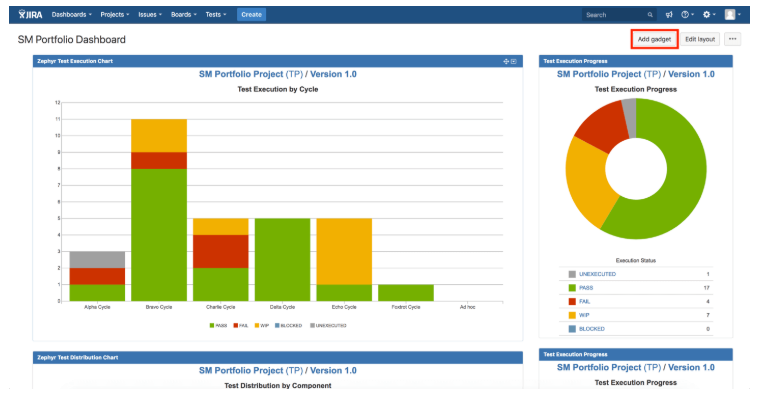 JIRA Dashboards Projects Issues Boards Tests Create Search
SM Portfolio Dashboard
Add gadget Edit layout
Zephyr Test Execution Chart
SM Portfolio Project (TP) / Version 1.0
Test Execution by Cycle
12
11
10
9
8
7
6
5
4
3
2
1
0
Alpha Cycle Bravo Cycle Charlie Cycle Delta Cycle Echo Cycle Foxtrot Cycle Ad hoc
PASS FAIL WIP BLOCKED UNEXECUTED
Test Execution Progress
SM Portfolio Project (TP) / Version 1.0
Test Execution Progress
Execution Status
UNEXECUTED 1
PASS 17
FAIL 4
WIP 7
BLOCKED 0
Zephyr Test Distribution Chart
SM Portfolio Project (TP) / Version 1.0
Test Distribution by Component
Test Execution Progress
SM Portfolio Project (TP) / Version 1.0
Test Execution Progress